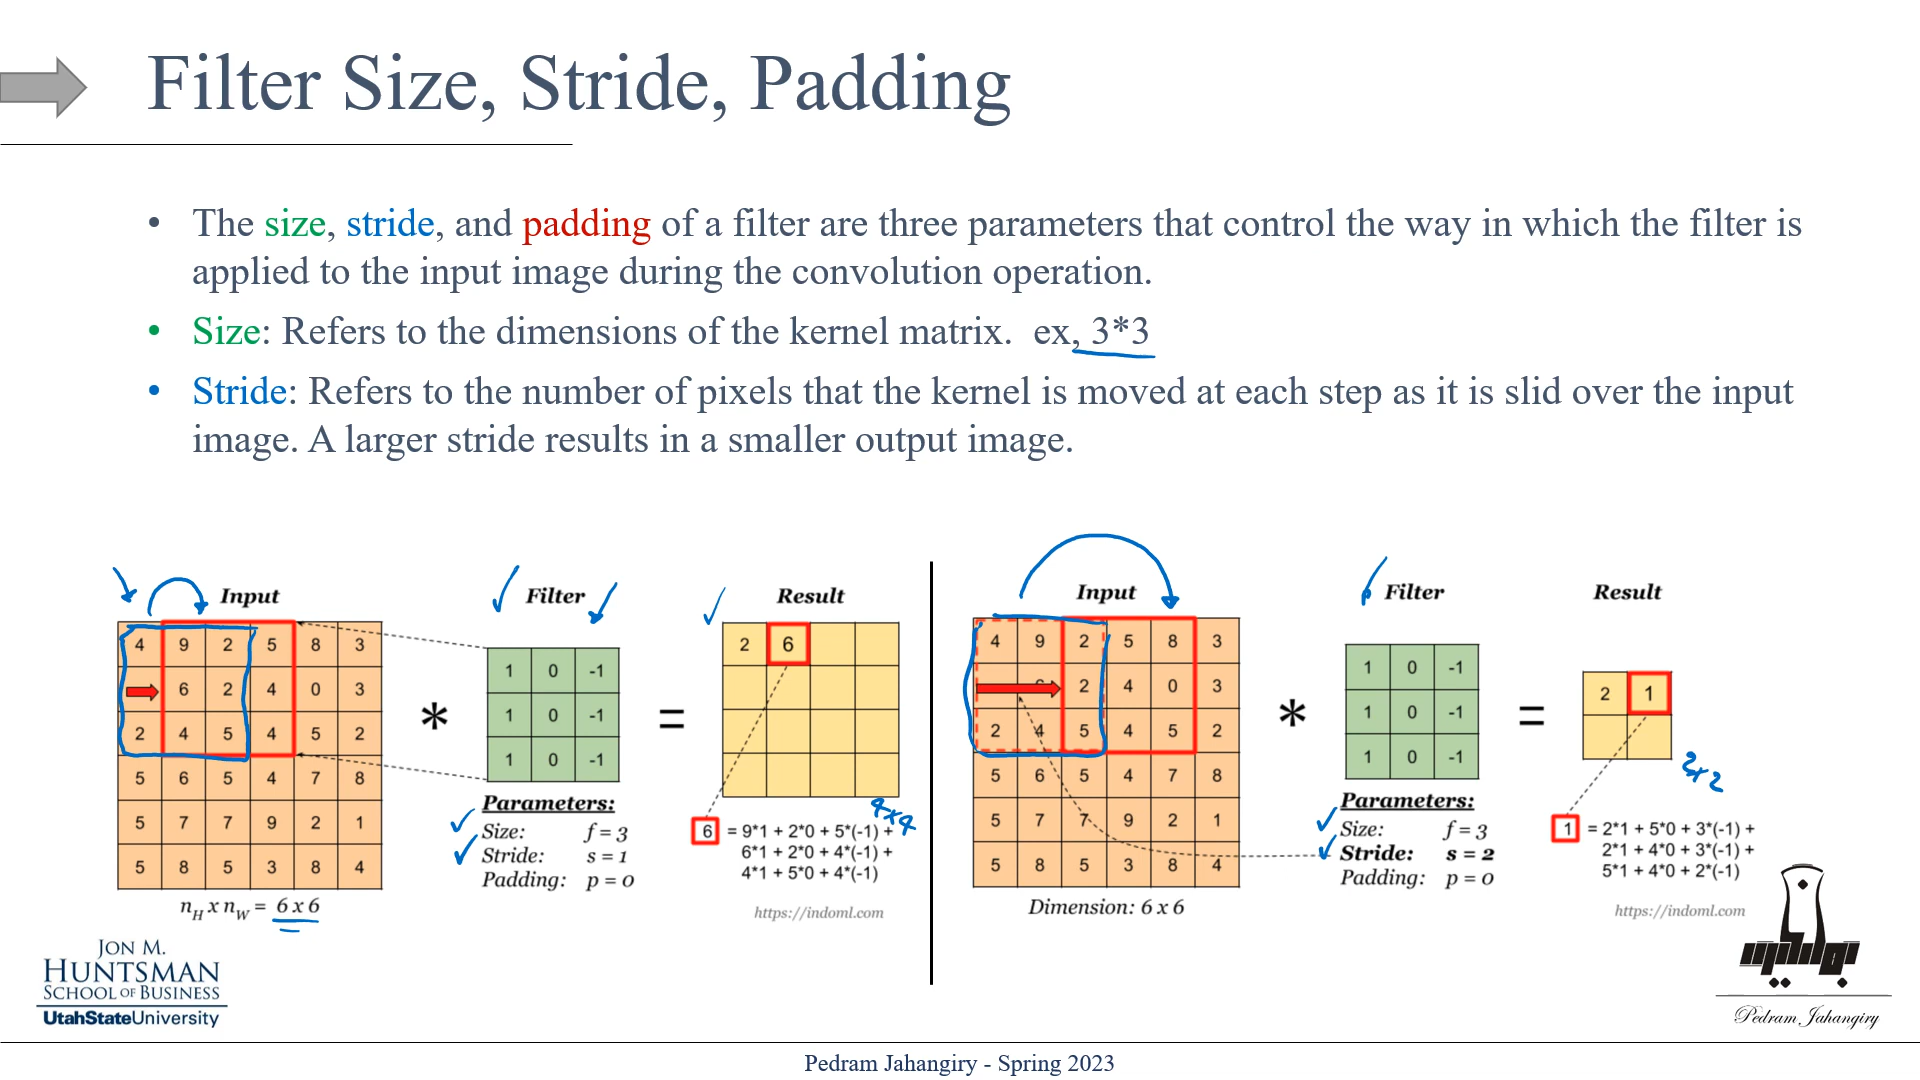 Filter Size, Stride, Padding
• The size, stride, and padding of a filter are three parameters that control the way in which the filter is
applied to the input image during the convolution operation.
• Size: Refers to the dimensions of the kernel matrix. ex, 3*3
• Stride: Refers to the number of pixels that the kernel is moved at each step as it is slid over the input
image. A larger stride results in a smaller output image.
Input
4 9 2 5 8 3
6 2 4 0 3
2 4 5 4 5 2
5 6 5 4 7 8
5 7 7 9 2 1
5 8 5 3 8 4
nH x nW = 6 x 6
*
Filter
1 0 -1
1 0 -1
1 0 -1
Parameters:
Size: f = 3
Stride: s = 1
Padding: p = 0
=
Result
2 6
4x4
6 = 9*1 + 2*0 + 5*(-1) +
6*1 + 2*0 + 4*(-1) +
4*1 + 5*0 + 4*(-1)
https://indoml.com
Input
4 9 2 5 8 3
2 4 0 3
2 4 5 4 5 2
5 6 5 4 7 8
5 7 7 9 2 1
5 8 5 3 8 4
Dimension: 6 x 6
*
Filter
1 0 -1
1 0 -1
1 0 -1
Parameters:
Size: f = 3
Stride: s = 2
Padding: p = 0
=
Result
2 1
2x2
1 = 2*1 + 5*0 + 3*(-1) +
2*1 + 4*0 + 3*(-1) +
5*1 + 4*0 + 2*(-1)
https://indoml.com
JON M.
HUNTSMAN
SCHOOL OF BUSINESS
UtahStateUniversity
Pedram Jahangiry
Pedram Jahangiry - Spring 2023